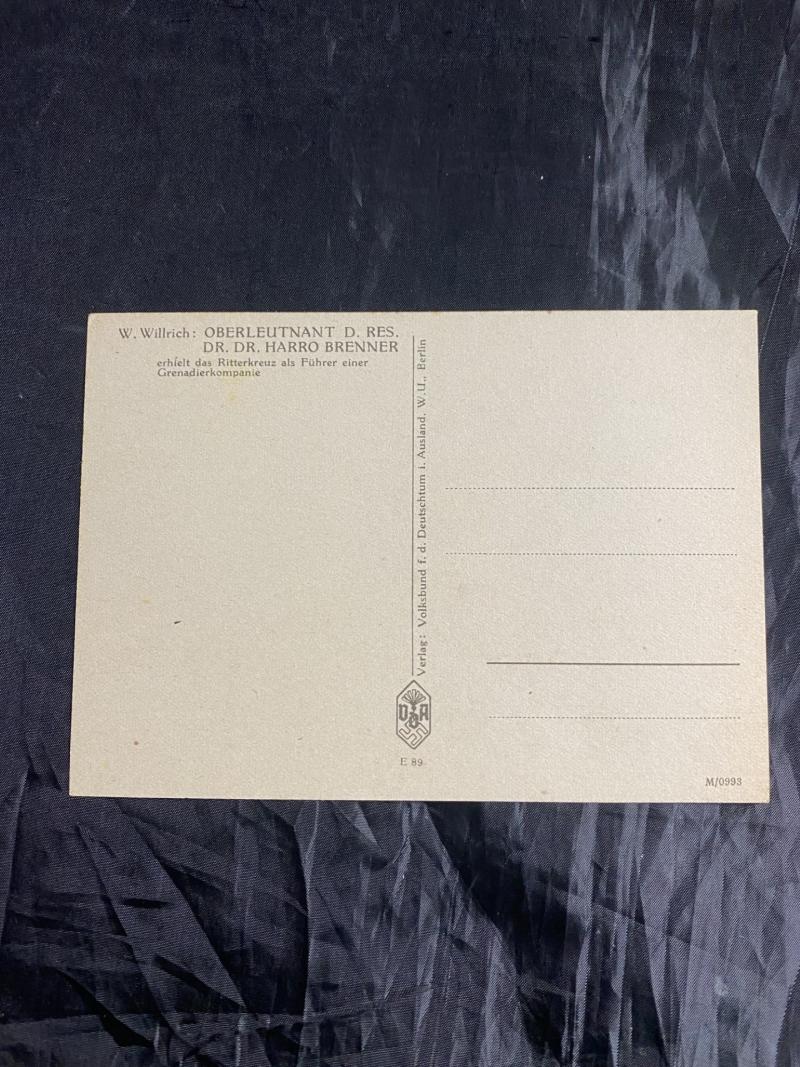 W. Willrich: OBERLEUTNANT D. RES.
DR. DR. HARRO BRENNER
erhielt das Ritterkreuz als Führer einer
Grenadierkompanie
Verlag: Volksbund f. d. Deutschtum i. Ausland, W. U., Berlin
VDA
E 89
M/0993